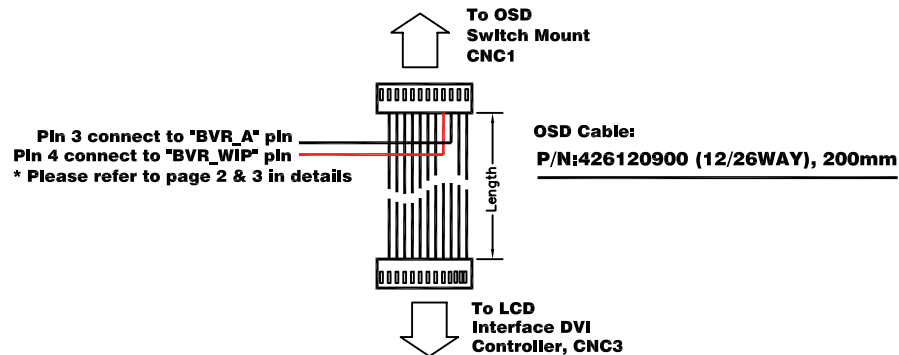 To OSD
Switch Mount
CNC1
Pin 3 connect to "BVR_A" pin
Pin 4 connect to "BVR_WIP" pin
* Please refer to page 2 & 3 in details
Length
OSD Cable:
P/N:426120900 (12/26WAY), 200mm
To LCD
Interface DVI
Controller, CNC3